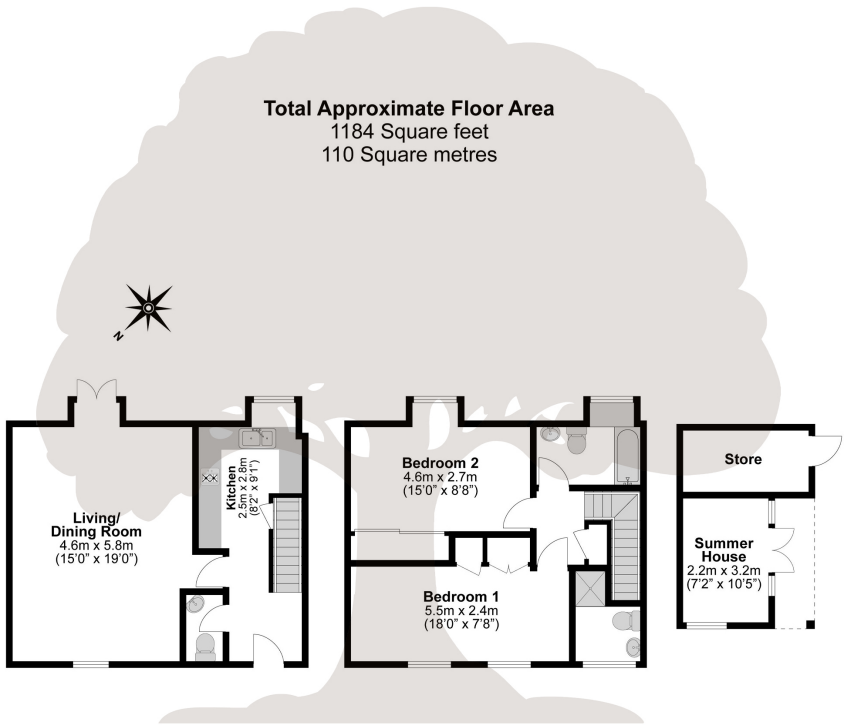 Total Approximate Floor Area
1184 Square feet
110 Square metres
N
Living/
Dining Room
4.6m x 5.8m
(15'0" x 19'0")
Kitchen
2.5m x 2.8m
(8'2" x 9'1")
Bedroom 2
4.6m x 2.7m
(15'0" x 8'8")
Bedroom 1
5.5m x 2.4m
(18'0" x 7'8")
Store
Summer
House
2.2m x 3.2m
(7'2" x 10'5")